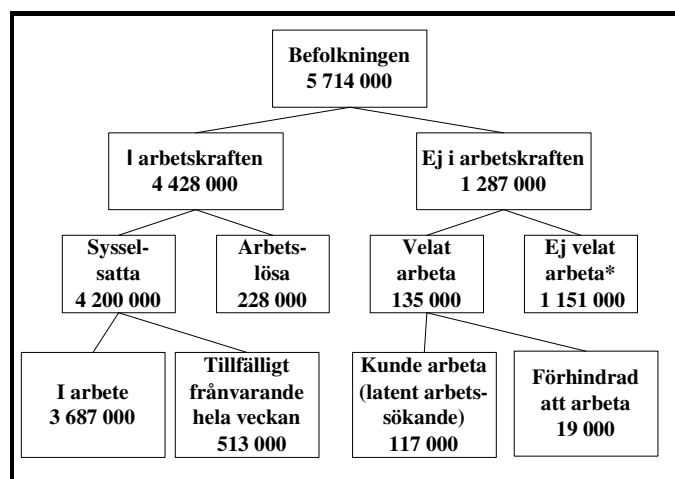 Befolkningen
5 714 000
I arbetskraften
4 428 000
Ej i arbetskraften
1 287 000
Syssel-
satta
4 200 000
Arbets-
lösa
228 000
Velat
arbeta
135 000
Ej velat
arbeta*
1 151 000
I arbete
3 687 000
Tillfälligt
frånvarande
hela veckan
513 000
Kunde arbeta
(latent arbets-
sökande)
117 000
Förhindrad
att arbeta
19 000